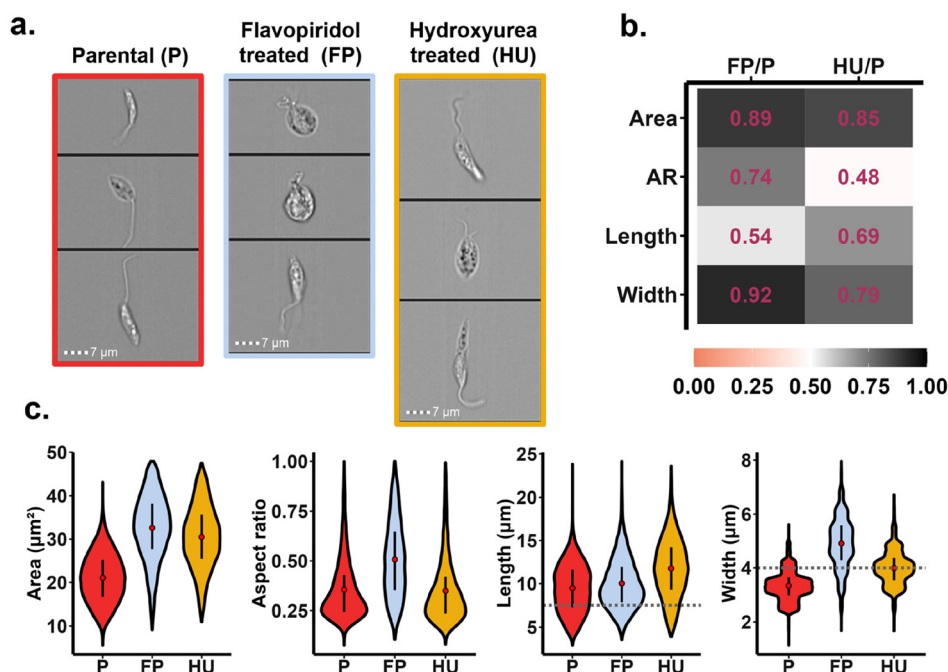 a.
Parental (P)
Flavopiridol
treated (FP)
Hydroxyurea
treated (HU)
7 µm
7 µm
7 µm
b.
FP/P HU/P
Area 0.89 0.85
AR 0.74 0.48
Length 0.54 0.69
Width 0.92 0.79
0.00 0.25 0.50 0.75 1.00
c.
Area (µm²)
50
40
30
20
10
P FP HU
Aspect ratio
1.00
0.75
0.50
0.25
P FP HU
Length (µm)
25
20
15
10
5
P FP HU
Width (µm)
8
6
4
2
P FP HU